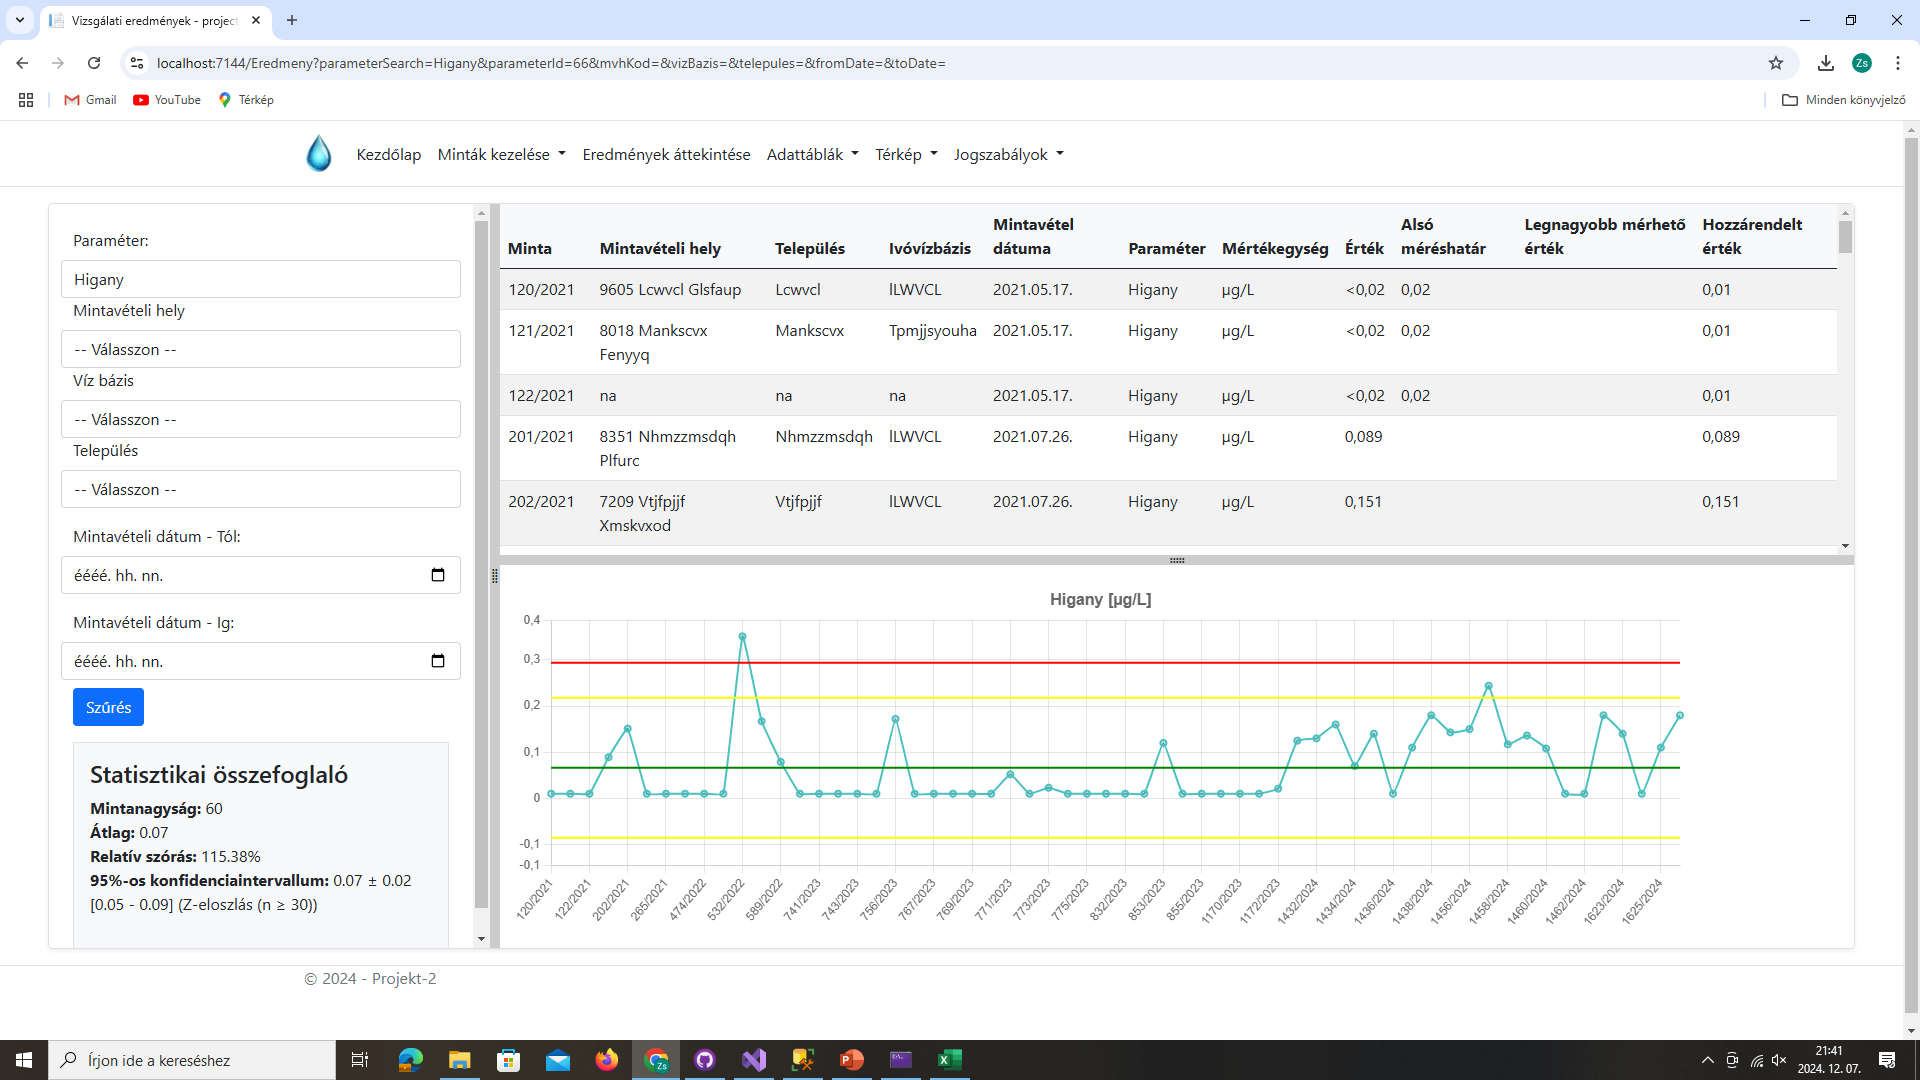 Vizsgálati eredmények - project
localhost:7144/Eredmeny?parameterSearch=Higany&parameterId=66&mvhKod=&vizBazis=&telepules=&fromDate=&toDate=
Zs
Gmail
YouTube
Térkép
Minden könyvjelző
Kezdőlap
Minták kezelése
Eredmények áttekintése
Adattáblák
Térkép
Jogszabályok
Paraméter:
Higany
Mintavételi hely
-- Válasszon --
Víz bázis
-- Válasszon --
Település
-- Válasszon --
Mintavételi dátum - Tól:
éééé. hh. nn.
Mintavételi dátum - Ig:
éééé. hh. nn.
Szűrés
Statisztikai összefoglaló
Mintanagyság: 60
Átlag: 0.07
Relatív szórás: 115.38%
95%-os konfidenciaintervallum: 0.07 ± 0.02
[0.05 - 0.09] (Z-eloszlás (n ≥ 30))
Minta Mintavételi hely Település Ivóvízbázis Mintavétel dátuma Paraméter Mértékegység Érték Alsó méréshatár Legnagyobb mérhető érték Hozzárendelt érték
120/2021 9605 Lcwvcl Glsfaup Lcwvcl lLWVCL 2021.05.17. Higany µg/L <0,02 0,02 0,01
121/2021 8018 Mankscvx Fenyyq Mankscvx Tpmjjsyouha 2021.05.17. Higany µg/L <0,02 0,02 0,01
122/2021 na na na 2021.05.17. Higany µg/L <0,02 0,02 0,01
201/2021 8351 Nhmzzmsdqh Plfurc Nhmzzmsdqh lLWVCL 2021.07.26. Higany µg/L 0,089 0,089
202/2021 7209 Vtjfpjjf Xmskvxod Vtjfpjjf lLWVCL 2021.07.26. Higany µg/L 0,151 0,151
Higany [µg/L]
0,4
0,3
0,2
0,1
0
-0,1
-0,1
120/2021
122/2021
202/2021
265/2021
474/2022
532/2022
589/2022
741/2023
743/2023
756/2023
767/2023
769/2023
771/2023
773/2023
775/2023
832/2023
853/2023
855/2023
1170/2023
1172/2023
1432/2024
1434/2024
1436/2024
1438/2024
1456/2024
1458/2024
1460/2024
1462/2024
1623/2024
1625/2024
© 2024 - Projekt-2
Írjon ide a kereséshez
21:41
2024. 12. 07.